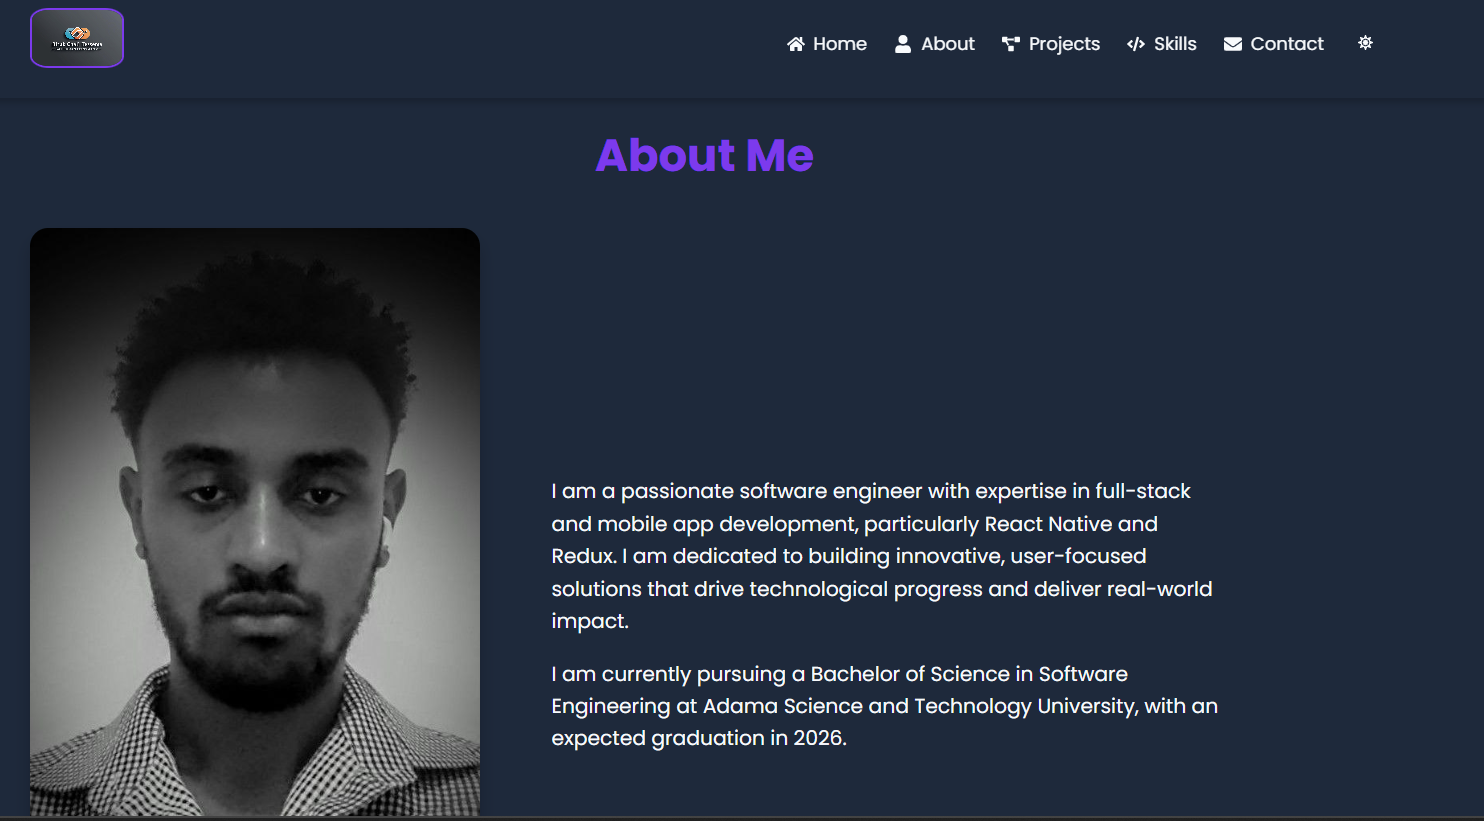 Home About Projects Skills Contact
About Me
I am a passionate software engineer with expertise in full-stack
and mobile app development, particularly React Native and
Redux. I am dedicated to building innovative, user-focused
solutions that drive technological progress and deliver real-world
impact.
I am currently pursuing a Bachelor of Science in Software
Engineering at Adama Science and Technology University, with an
expected graduation in 2026.